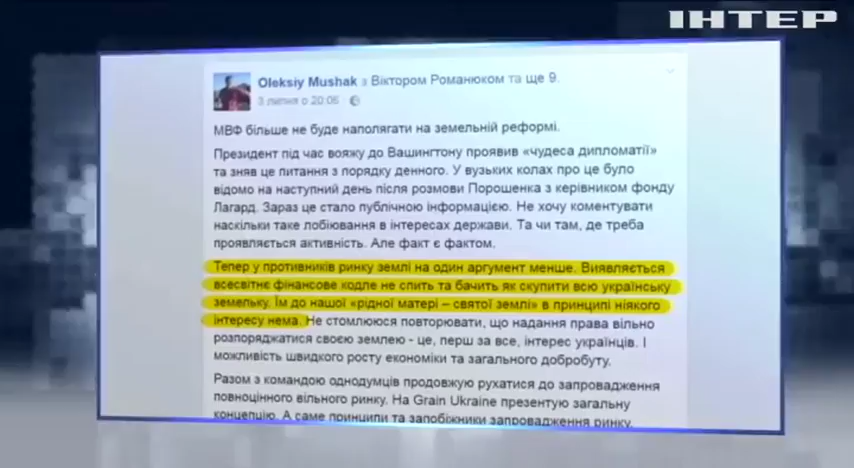 ІНТЕР
Oleksiy Mushak з Віктором Романюком та ще 9.
3 липня о 20:06
МВФ більше не буде наполягати на земельній реформі.
Президент під час вояжу до Вашингтону проявив «чудеса дипломатії»
та зняв це питання з порядку денного. У вузьких колах про це було
відомо на наступний день після розмови Порошенка з керівником фонду
Лагард. Зараз це стало публічною інформацією. Не хочу коментувати
наскільки таке лобіювання в інтересах держави. Та чи там, де треба
проявляється активність. Але факт є фактом.
Тепер у противників ринку землі на один аргумент менше. Виявляється
всесвітнє фінансове кодле не спить та бачить як скупити всю українську
земельку. Їм до нашої «рідної матері – святої землі» в принципі ніякого
інтересу нема. Не стомлююся повторювати, що надання права вільно
розпоряджатися своєю землею - це, перш за все, інтерес українців. І
можливість швидкого росту економіки та загального добробуту.
Разом з командою однодумців продовжую рухатися до запровадження
повноцінного вільного ринку. На Grain Ukraine презентую загальну
концепцію. А саме принципи та запобіжники запровадження ринку.